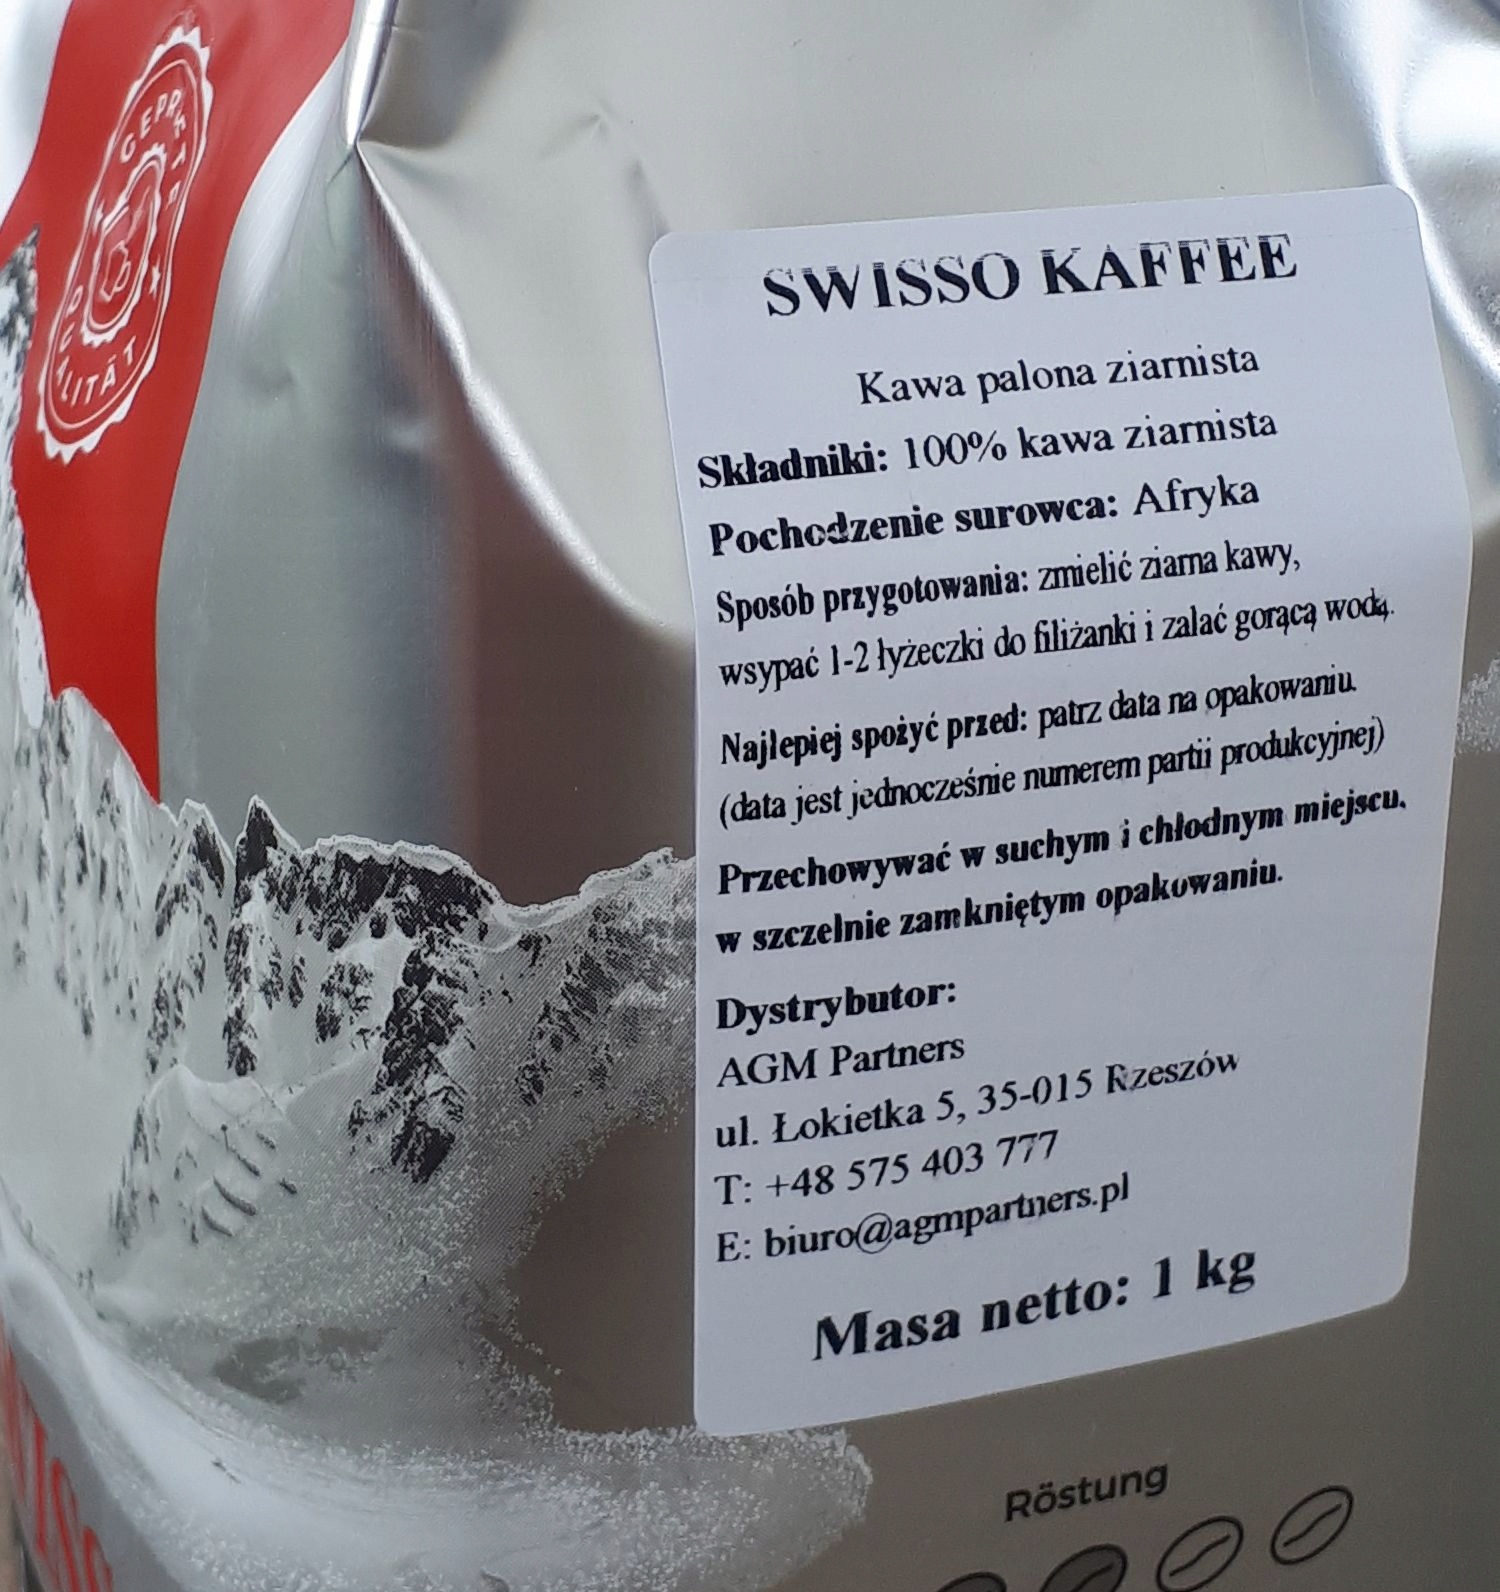 GEPRÜFTE
QUALITÄT
SWISSO KAFFEE
Kawa palona ziarnista
Składniki: 100% kawa ziarnista
Pochodzenie surowca: Afryka
Sposób przygotowania: zmielić ziarna kawy,
wsypać 1-2 łyżeczki do filiżanki i zalać gorącą wodą.
Najlepiej spożyć przed: patrz data na opakowaniu.
(data jest jednocześnie numerem partii produkcyjnej)
Przechowywać w suchym i chłodnym miejscu.
w szczelnie zamkniętym opakowaniu.
Dystrybutor:
AGM Partners
ul. Łokietka 5, 35-015 Rzeszów
T: +48 575 403 777
E: biuro@agmpartners.pl
Masa netto: 1 kg
Röstung